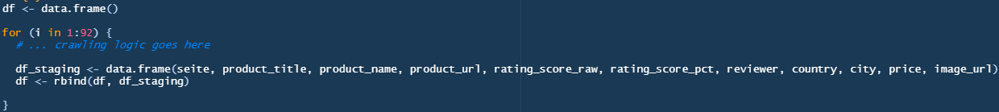 df <- data.frame()
for (i in 1:92) {
# ... crawling logic goes here
df_staging <- data.frame(seite, product_title, product_name, product_url, rating_score_raw, rating_score_pct, reviewer, country, city, price, image_url)
df <- rbind(df, df_staging)
}